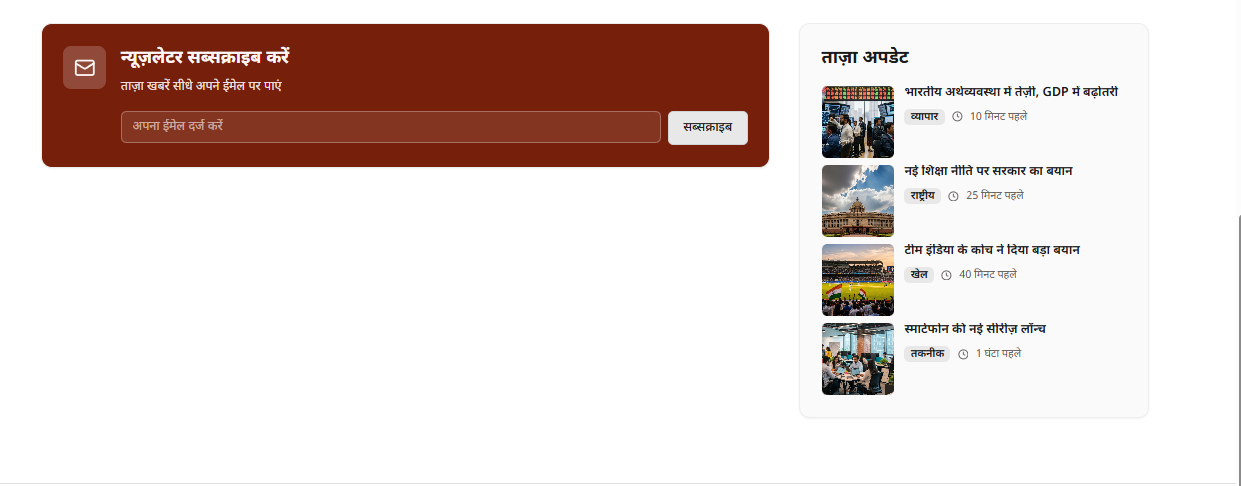 न्यूज़लेटर सब्सक्राइब करें
ताज़ा खबरें सीधे अपने ईमेल पर पाएं
अपना ईमेल दर्ज करें
सब्सक्राइब
ताज़ा अपडेट
भारतीय अर्थव्यवस्था में तेज़ी, GDP में बढ़ोतरी
व्यापार 10 मिनट पहले
नई शिक्षा नीति पर सरकार का बयान
राष्ट्रीय 25 मिनट पहले
टीम इंडिया के कोच ने दिया बड़ा बयान
खेल 40 मिनट पहले
स्मार्टफोन की नई सीरीज़ लॉन्च
तकनीक 1 घंटा पहले